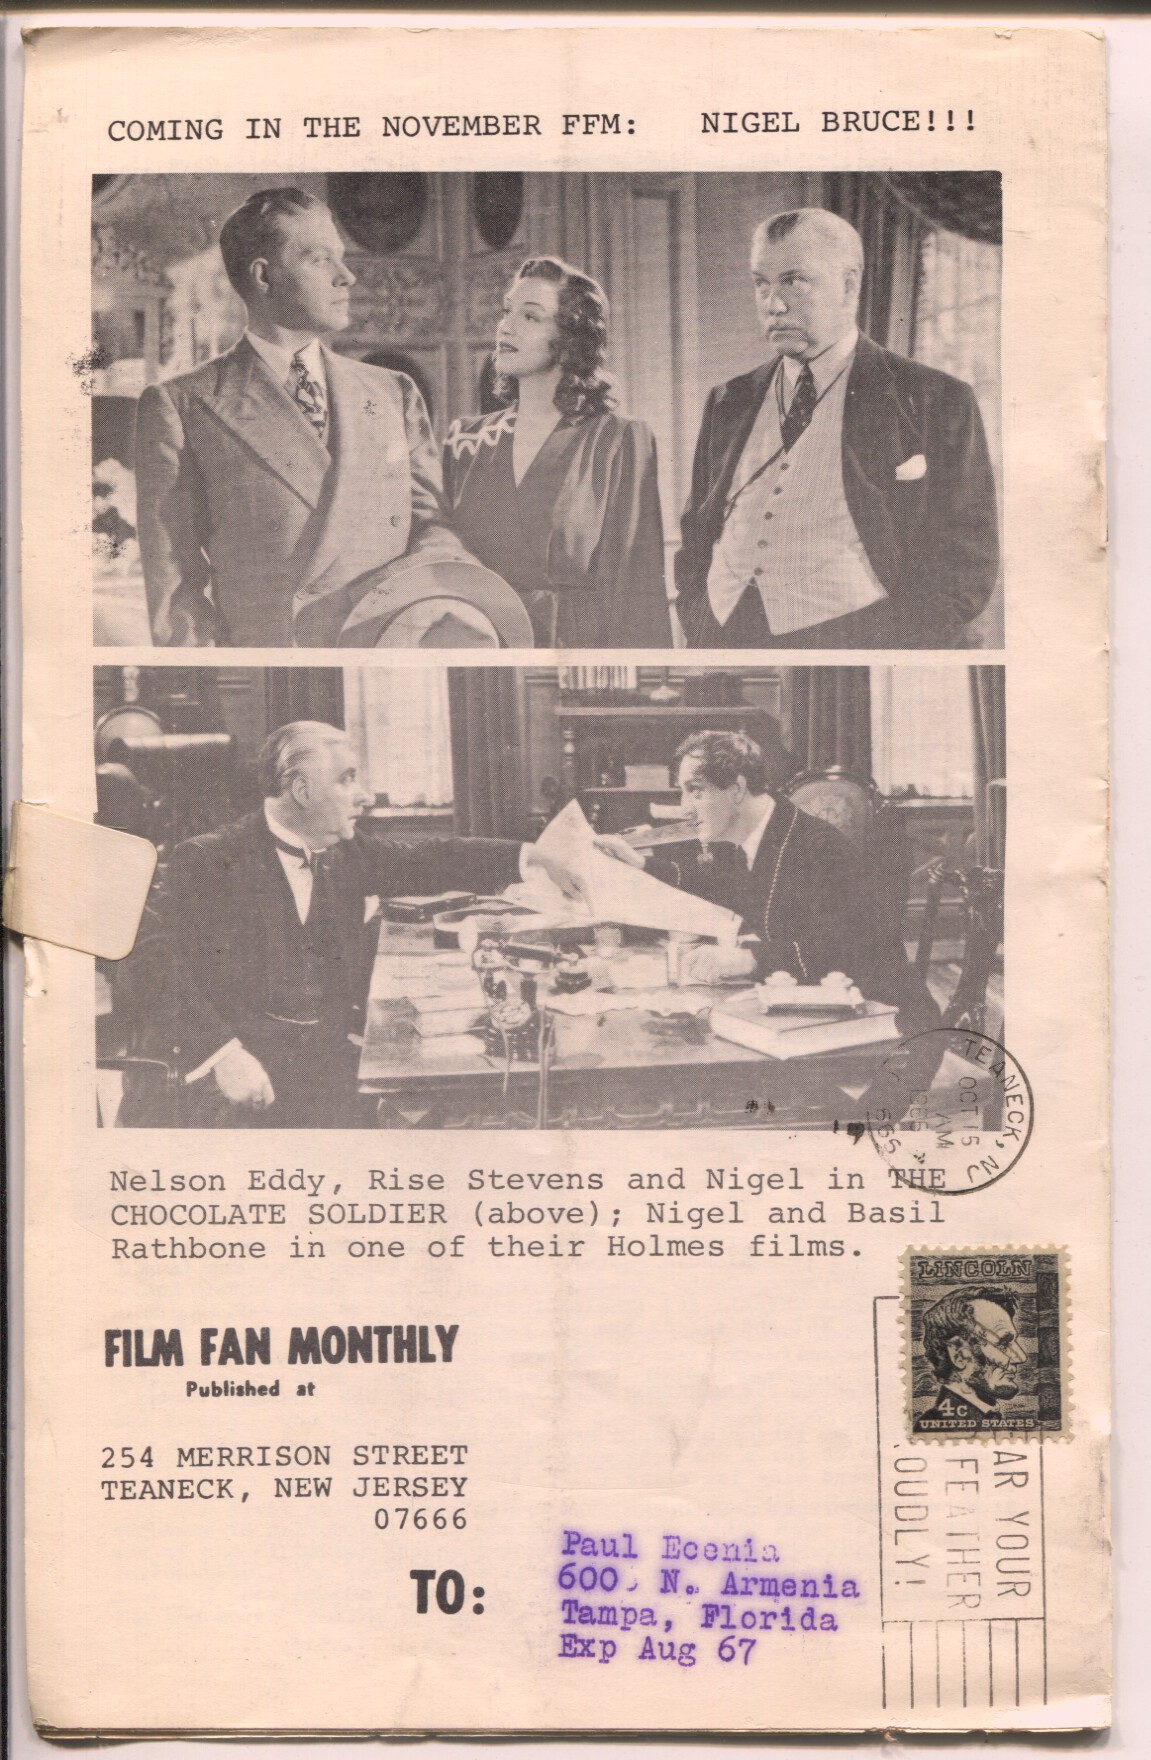 COMING IN THE NOVEMBER FFM: NIGEL BRUCE!!!
TEANECK, NJ
OCT 15
AM
1966
Nelson Eddy, Rise Stevens and Nigel in THE
CHOCOLATE SOLDIER (above); Nigel and Basil
Rathbone in one of their Holmes films.
LINCOLN
4c
UNITED STATES
FILM FAN MONTHLY
Published at
254 MERRISON STREET
TEANECK, NEW JERSEY
07666
TO:
Paul Ecenia
600 N. Armenia
Tampa, Florida
Exp Aug 67
AR YOUR
FEATHER
OUDLY!